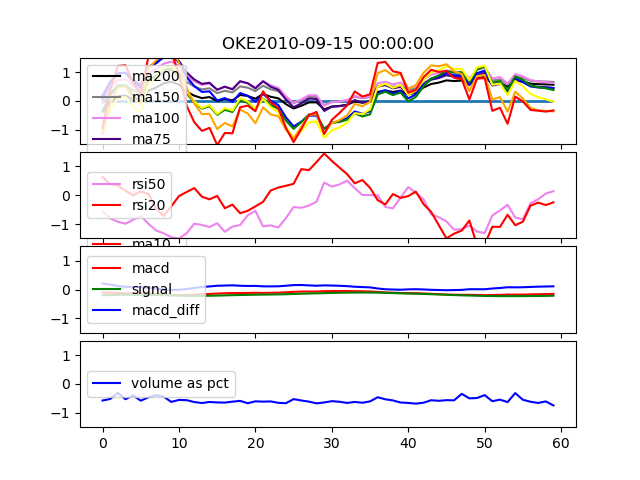 OKE2010-09-15 00:00:00
1
0
−1
ma200
ma150
ma100
ma75
1
0
−1
rsi50
rsi20
ma10
1
0
−1
macd
signal
macd_diff
1
0
−1
volume as pct
0 10 20 30 40 50 60